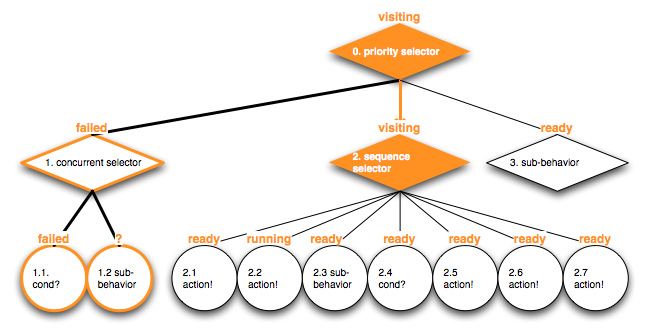 visiting
0. priority selector
failed
visiting
ready
1. concurrent selector
2. sequence
selector
3. sub-behavior
failed
?
ready
running
ready
ready
ready
ready
ready
1.1.
cond?
1.2 sub-
behavior
2.1
action!
2.2
action!
2.3 sub-
behavior
2.4
cond?
2.5
action!
2.6
action!
2.7
action!